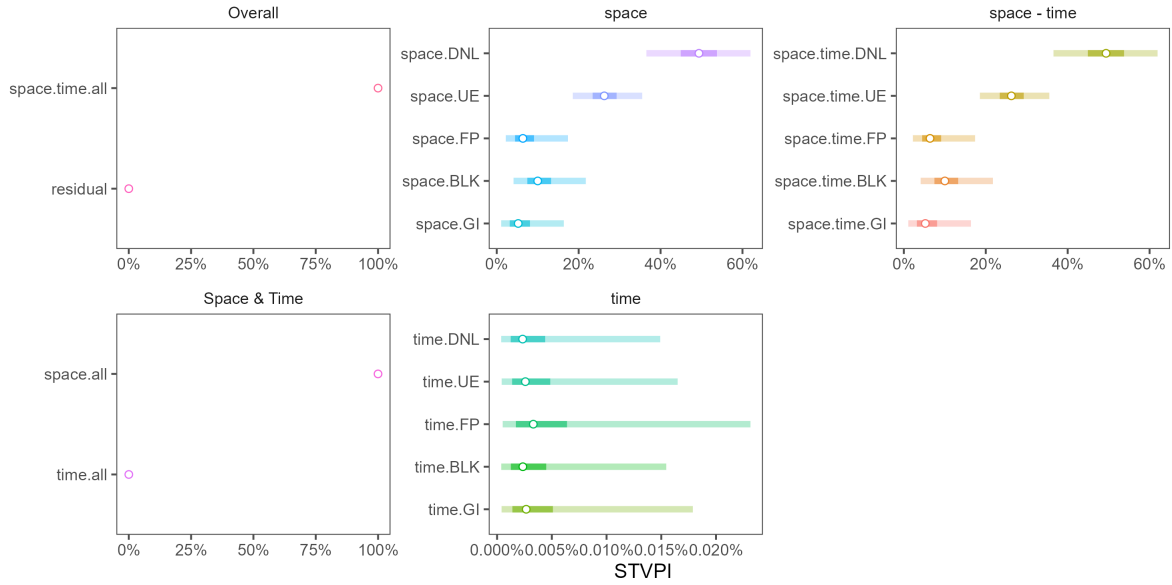 Overall
space.time.all
residual
0% 25% 50% 75% 100%
space
space.DNL
space.UE
space.FP
space.BLK
space.GI
0% 20% 40% 60%
space - time
space.time.DNL
space.time.UE
space.time.FP
space.time.BLK
space.time.GI
0% 20% 40% 60%
Space & Time
space.all
time.all
0% 25% 50% 75% 100%
time
time.DNL
time.UE
time.FP
time.BLK
time.GI
0.000% 0.005% 0.010% 0.015% 0.020%
STVPI